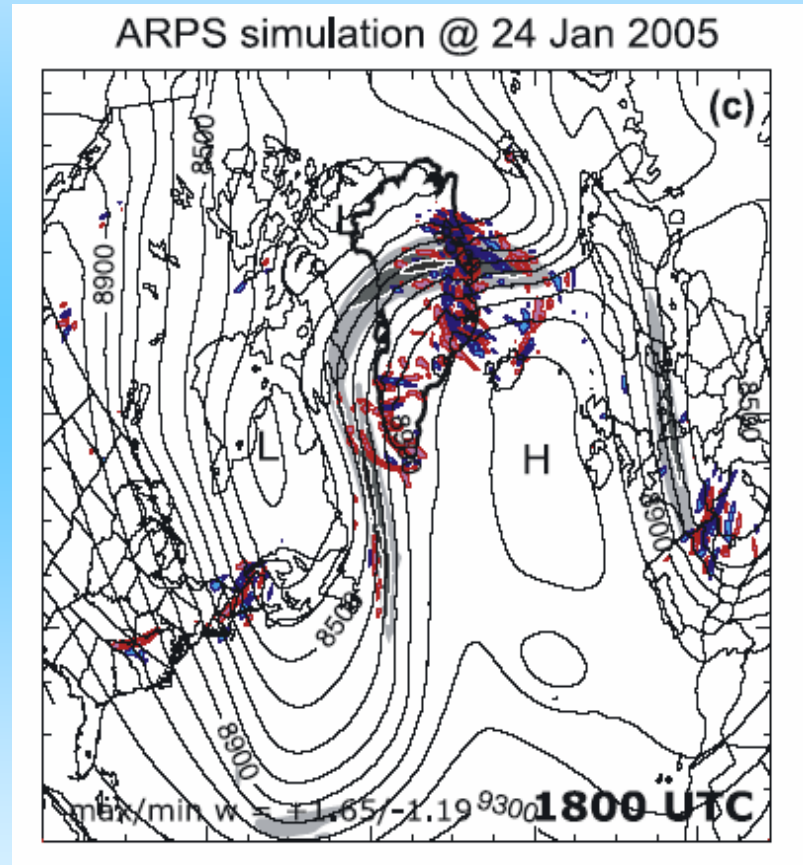 ARPS simulation @ 24 Jan 2005
(c)
8500
8900
L
H
8500
8900
8500
8900
max/min w = +1.65/-1.19
9300
1800 UTC